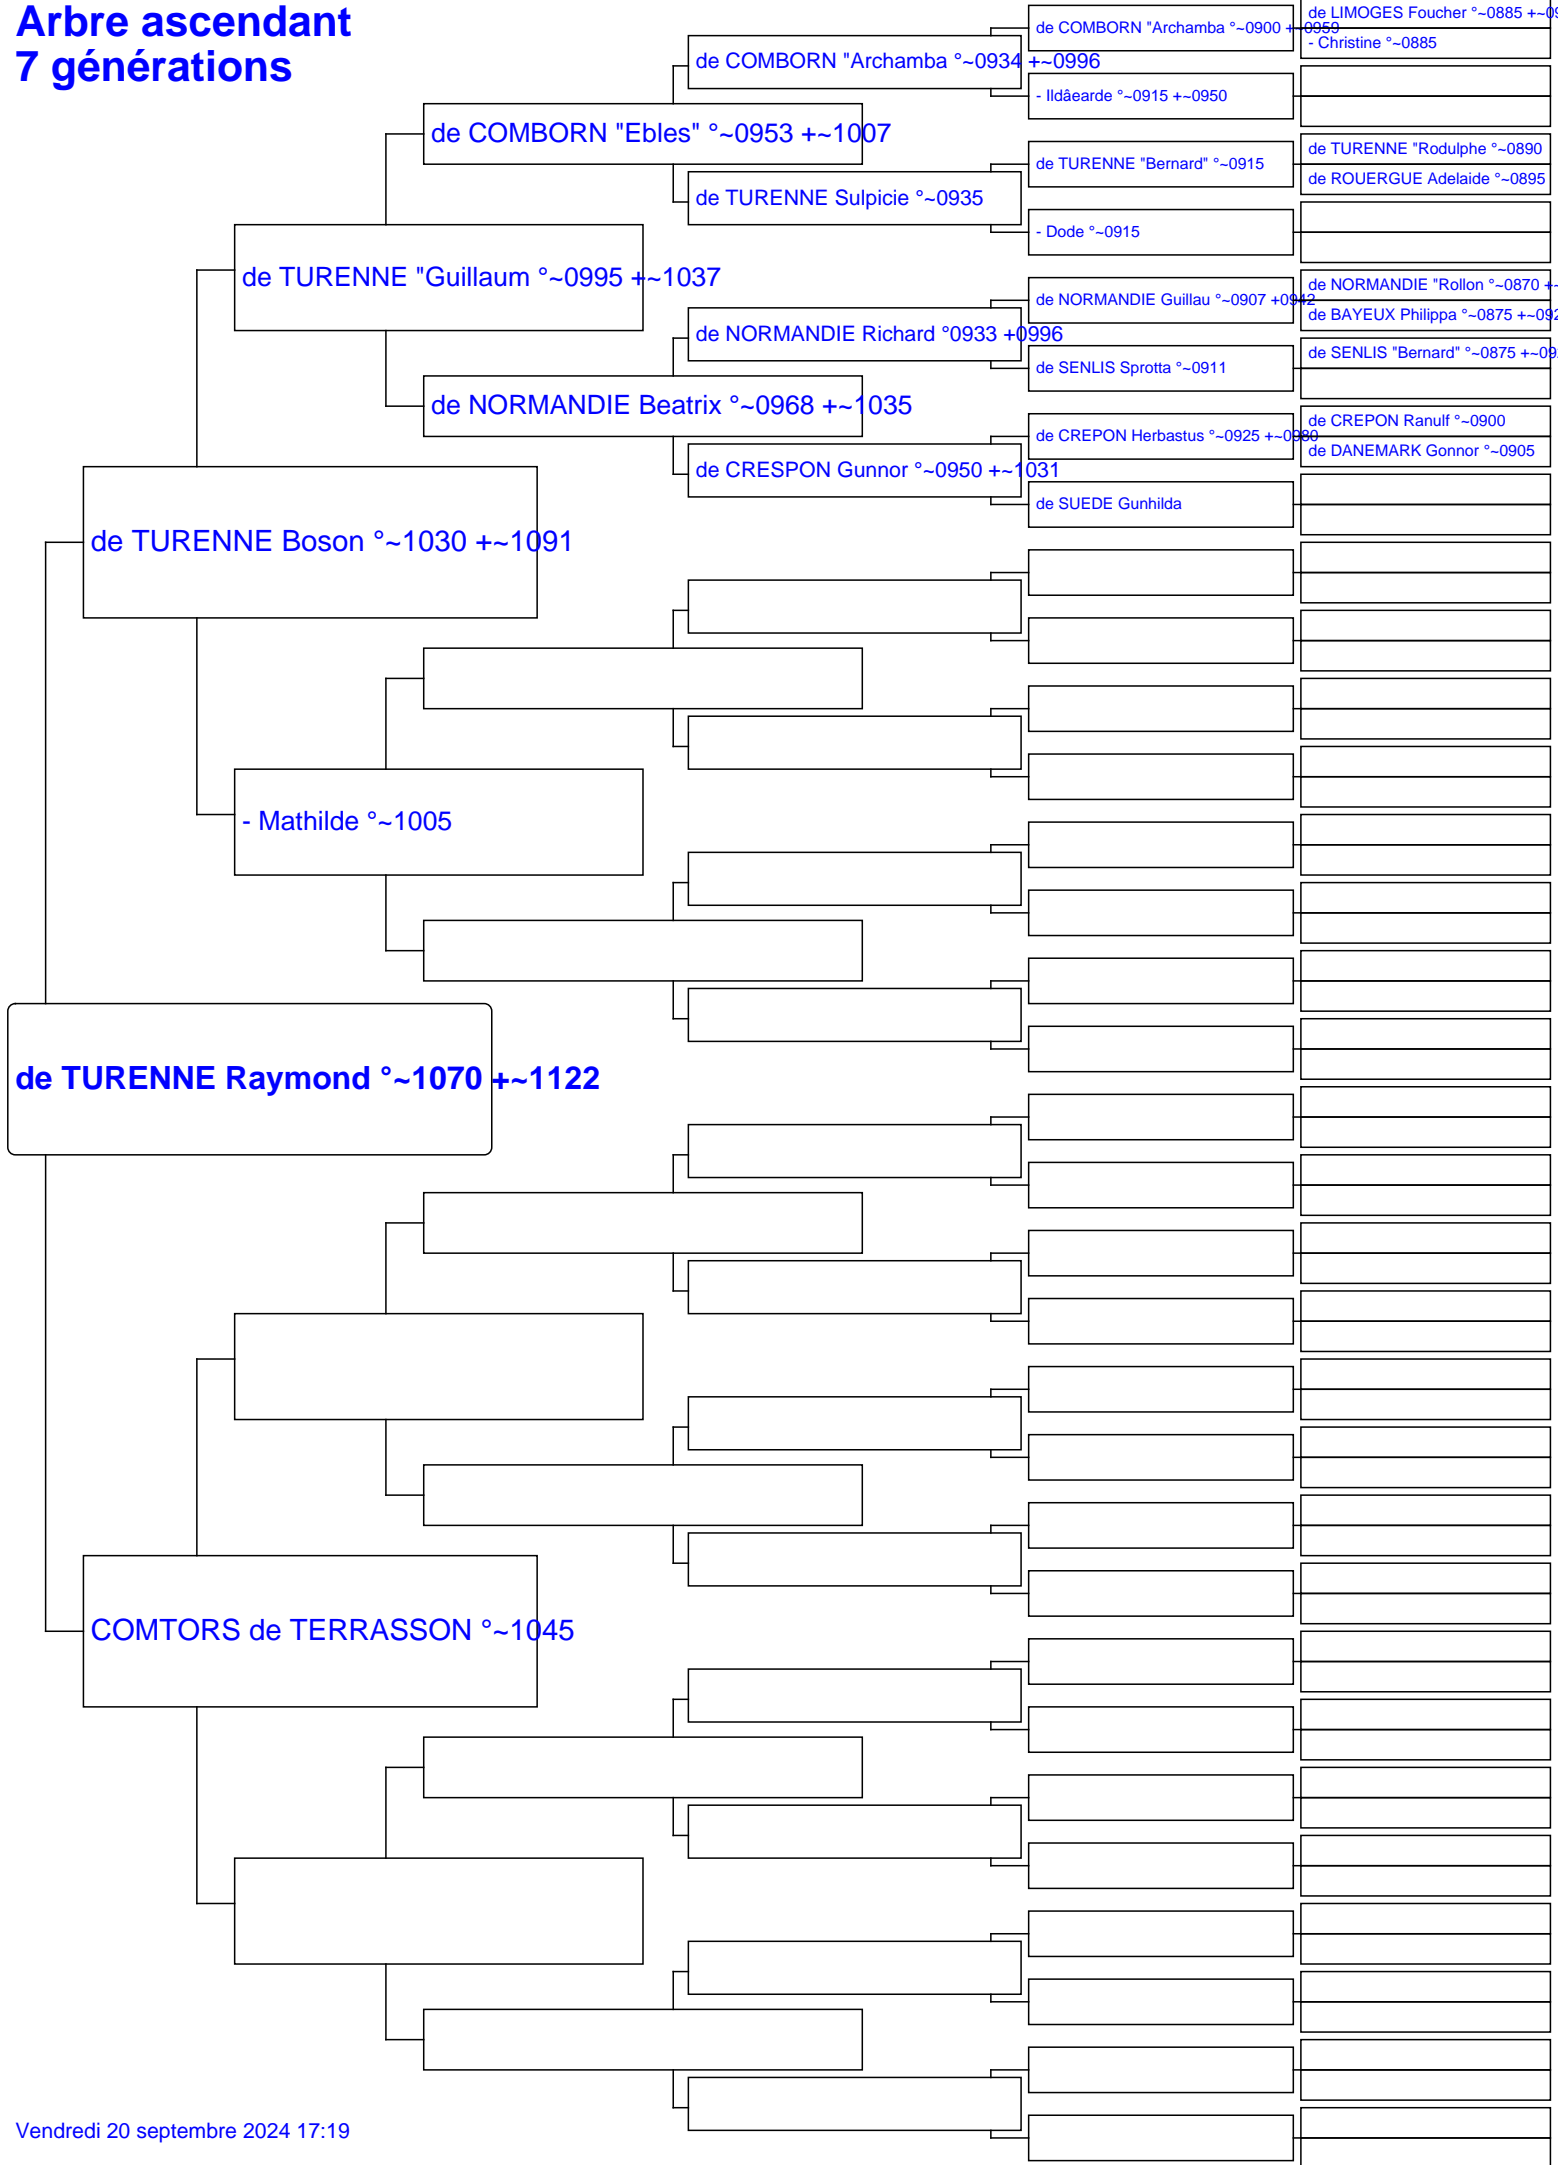 Arbre ascendant
7 générations
de LIMOGES Foucher °~0885 +~09
de COMBORN "Archamba °~0900 +~0959
- Christine °~0885
de COMBORN "Archamba °~0934 +~0996
- Ildâearde °~0915 +~0950
de COMBORN "Ebles" °~0953 +~1007
de TURENNE "Rodulphe °~0890
de TURENNE "Bernard" °~0915
de ROUERGUE Adelaide °~0895
de TURENNE Sulpicie °~0935
- Dode °~0915
de TURENNE "Guillaum °~0995 +~1037
de NORMANDIE "Rollon °~0870 +~
de NORMANDIE Guillau °~0907 +0942
de BAYEUX Philippa °~0875 +~092
de NORMANDIE Richard °0933 +0996
de SENLIS "Bernard" °~0875 +~09
de SENLIS Sprotta °~0911
de NORMANDIE Beatrix °~0968 +~1035
de CREPON Ranulf °~0900
de CREPON Herbastus °~0925 +~0980
de DANEMARK Gonnor °~0905
de CRESPON Gunnor °~0950 +~1031
de SUEDE Gunhilda
de TURENNE Boson °~1030 +~1091
- Mathilde °~1005
de TURENNE Raymond °~1070 +~1122
COMTORS de TERRASSON °~1045
Vendredi 20 septembre 2024 17:19